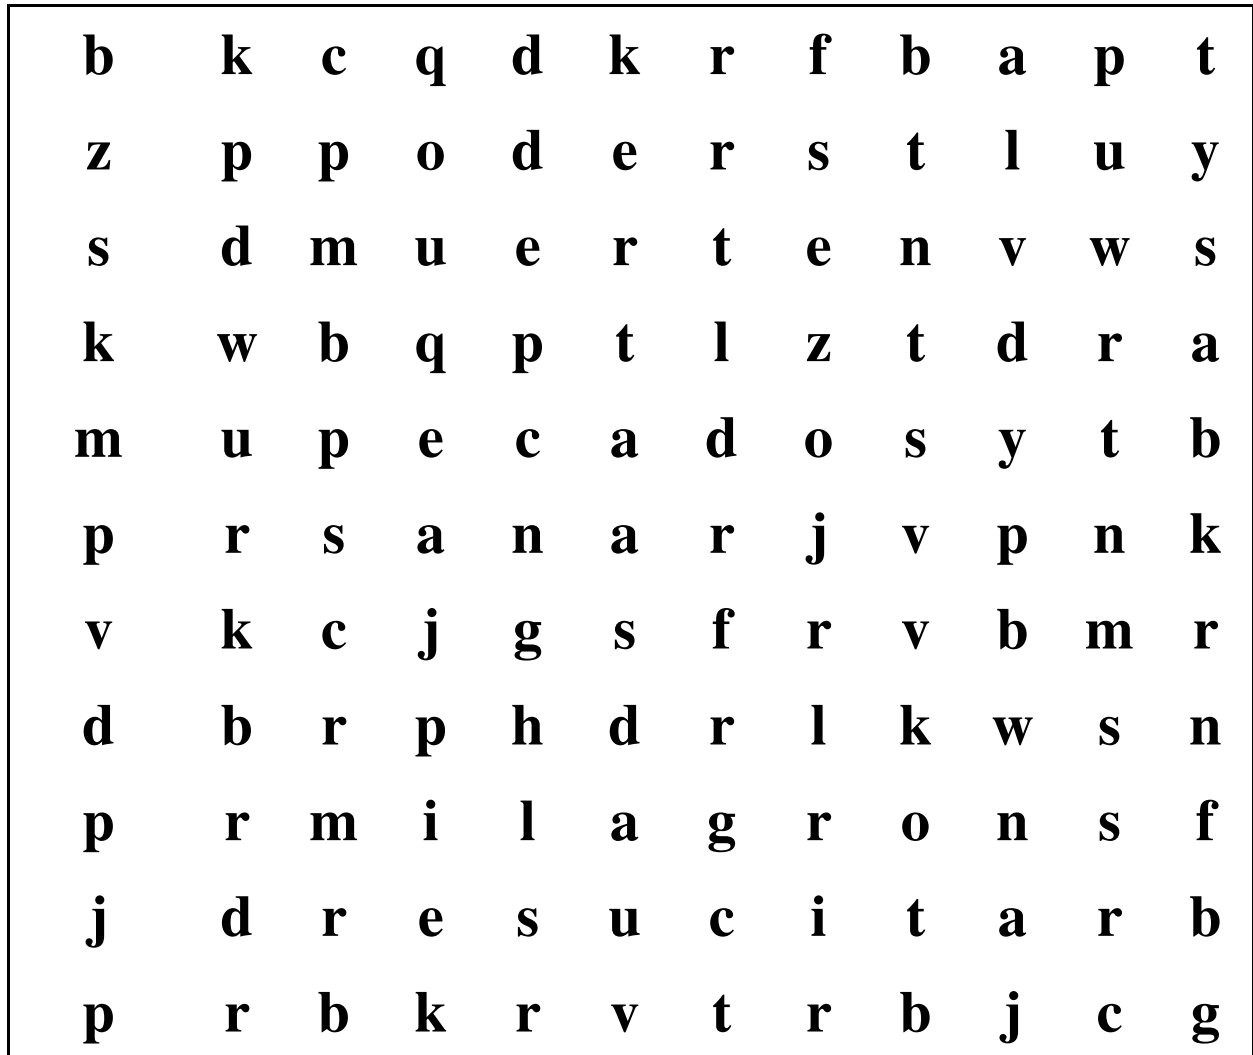 b k c q d k r f b a p t
z p p o d e r s t l u y
s d m u e r t e n v w s
k w b q p t l z t d r a
m u p e c a d o s y t b
p r s a n a r j v p n k
v k c j g s f r v b m r
d b r p h d r l k w s n
p r m i l a g r o n s f
j d r e s u c i t a r b
p r b k r v t r b j c g